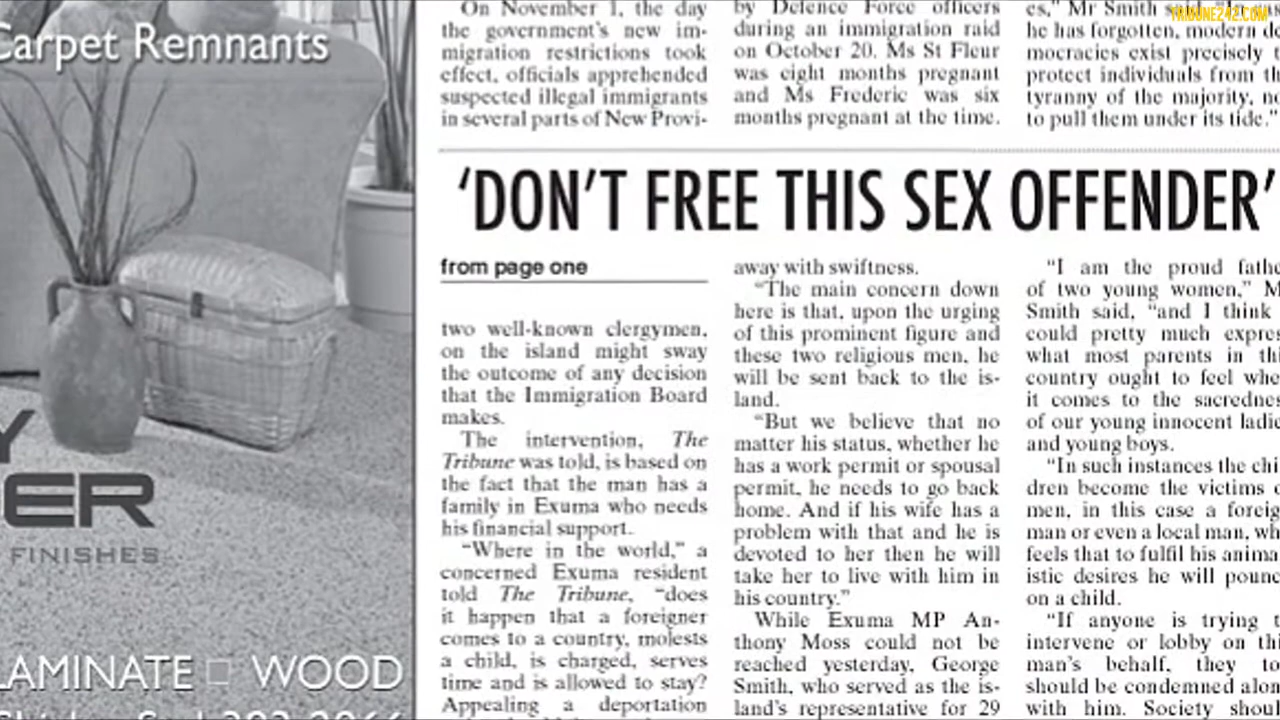 TRIBUNE242.COM
Carpet Remnants
ER
FINISHES
LAMINATE □ WOOD
On November 1, the day
the government's new im-
migration restrictions took
effect, officials apprehended
suspected illegal immigrants
in several parts of New Provi-
by Defence Force officers
during an immigration raid
on October 20. Ms St Fleur
was eight months pregnant
and Ms Frederic was six
months pregnant at the time.
es," Mr Smith
he has forgotten, modern de
mocracies exist precisely t
protect individuals from th
tyranny of the majority, no
to pull them under its tide."
'DON'T FREE THIS SEX OFFENDER'
from page one
two well-known clergymen,
on the island might sway
the outcome of any decision
that the Immigration Board
makes.
The intervention, The
Tribune was told, is based on
the fact that the man has a
family in Exuma who needs
his financial support.
"Where in the world," a
concerned Exuma resident
told The Tribune, "does
it happen that a foreigner
comes to a country, molests
a child, is charged, serves
time and is allowed to stay?
Appealing a deportation
away with swiftness.
"The main concern down
here is that, upon the urging
of this prominent figure and
these two religious men, he
will be sent back to the is-
land.
"But we believe that no
matter his status, whether he
has a work permit or spousal
permit, he needs to go back
home. And if his wife has a
problem with that and he is
devoted to her then he will
take her to live with him in
his country."
While Exuma MP An-
thony Moss could not be
reached yesterday, George
Smith, who served as the is-
land's representative for 29
"I am the proud fathe
of two young women," M
Smith said, "and I think
could pretty much expres
what most parents in thi
country ought to feel whe
it comes to the sacrednes
of our young innocent ladie
and young boys.
"In such instances the chi
dren become the victims o
men, in this case a foreig
man or even a local man, wh
feels that to fulfil his anima
istic desires he will pounc
on a child.
"If anyone is trying t
intervene or lobby on thi
man's behalf, they to
should be condemned alon
with him. Society shoul